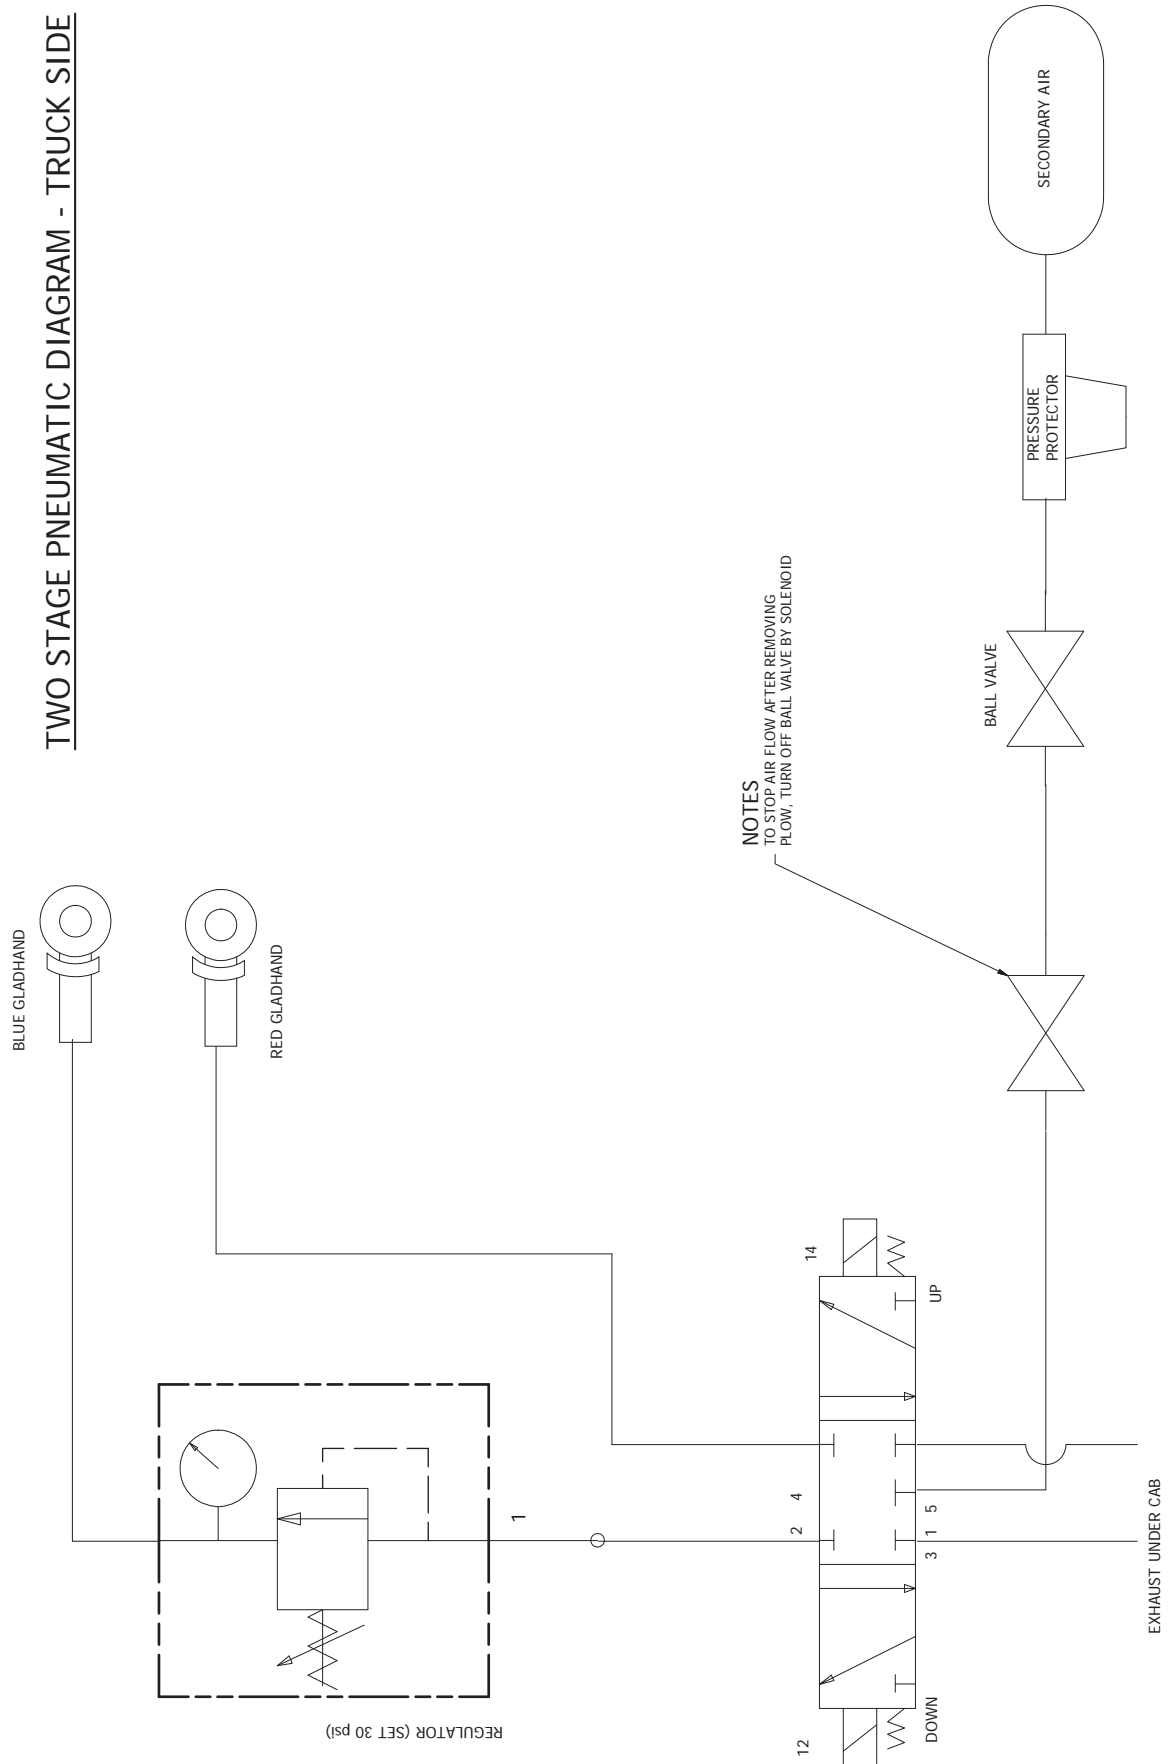 TWO STAGE PNEUMATIC DIAGRAM - TRUCK SIDE
BLUE GLADHAND
RED GLADHAND
REGULATOR (SET 30 psi)
1
NOTES
TO STOP AIR FLOW AFTER REMOVING
PLOW, TURN OFF BALL VALVE BY SOLENOID
SECONDARY AIR
PRESSURE
PROTECTOR
BALL VALVE
14
UP
2
4
3
1
5
12
DOWN
EXHAUST UNDER CAB